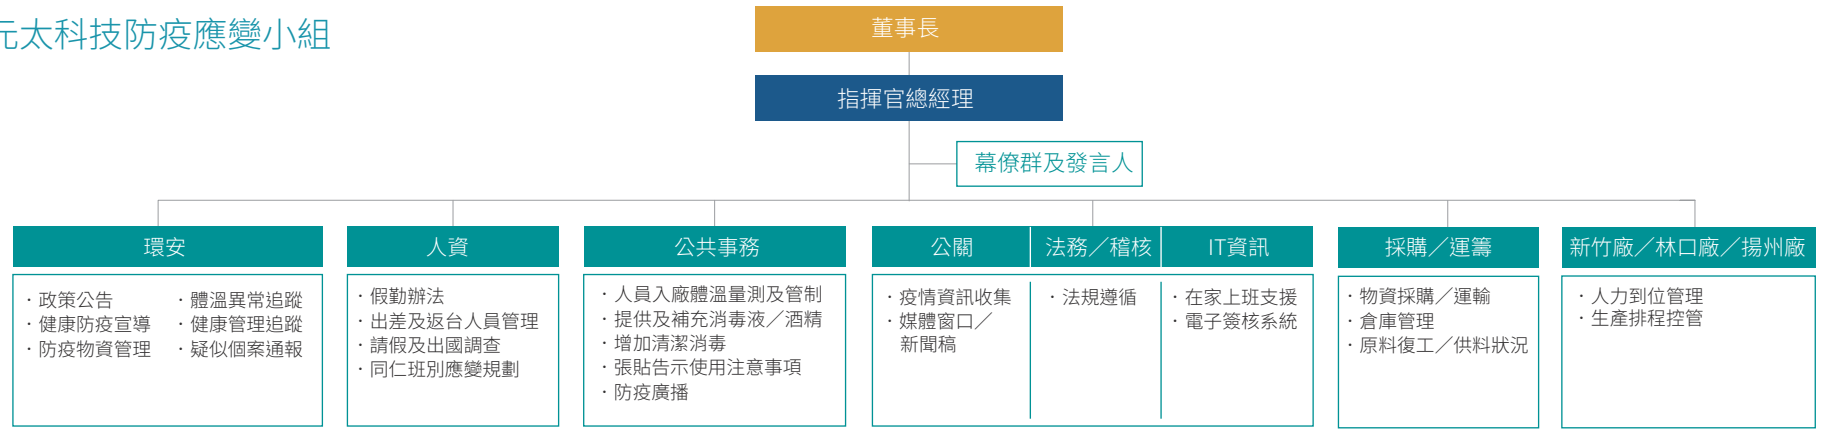 元太科技防疫應變小組
董事長
指揮官總經理
幕僚群及發言人
環安
・政策公告
・健康防疫宣導
・防疫物資管理
・體溫異常追蹤
・健康管理追蹤
・疑似個案通報
人資
・假勤辦法
・出差及返台人員管理
・請假及出國調查
・同仁班別應變規劃
公共事務
・人員入廠體溫量測及管制
・提供及補充消毒液／酒精
・增加清潔消毒
・張貼告示使用注意事項
・防疫廣播
公關
・疫情資訊收集
・媒體窗口／
新聞稿
法務／稽核
・法規遵循
IT資訊
・在家上班支援
・電子簽核系統
採購／運籌
・物資採購／運輸
・倉庫管理
・原料復工／供料狀況
新竹廠／林口廠／揚州廠
・人力到位管理
・生產排程控管